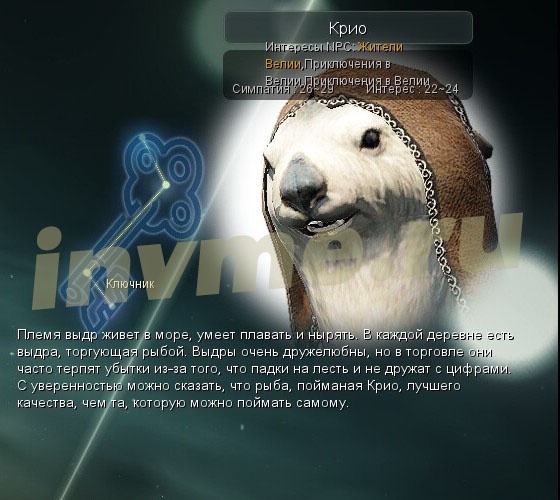 Крио
Интересы NPC: Жители
Велии,Приключения в
Велии,Приключения в Велии
Симпатия : 26~29 Интерес : 22~24
invme.ru
Ключник
Племя выдр живет в море, умеет плавать и нырять. В каждой деревне есть
выдра, торгующая рыбой. Выдры очень дружелюбны, но в торговле они
часто терпят убытки из-за того, что падки на лесть и не дружат с цифрами.
С уверенностью можно сказать, что рыба, пойманая Крио, лучшего
качества, чем та, которую можно поймать самому.